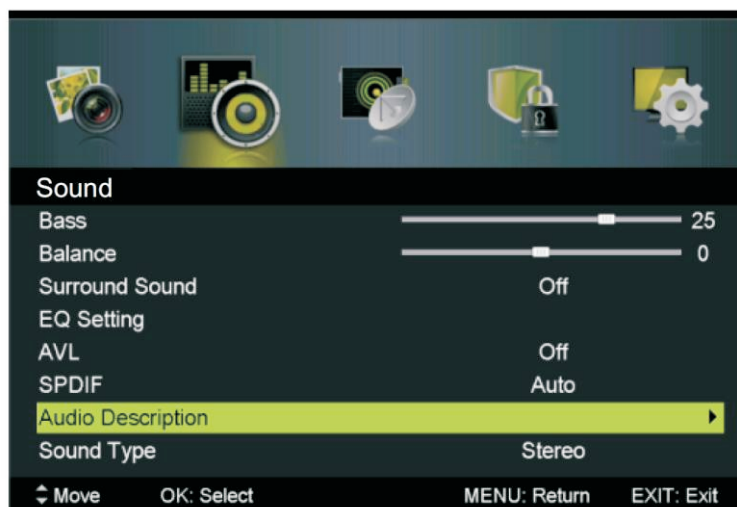 Sound
Bass 25
Balance 0
Surround Sound Off
EQ Setting
AVL Off
SPDIF Auto
Audio Description
Sound Type Stereo
Move OK: Select MENU: Return EXIT: Exit